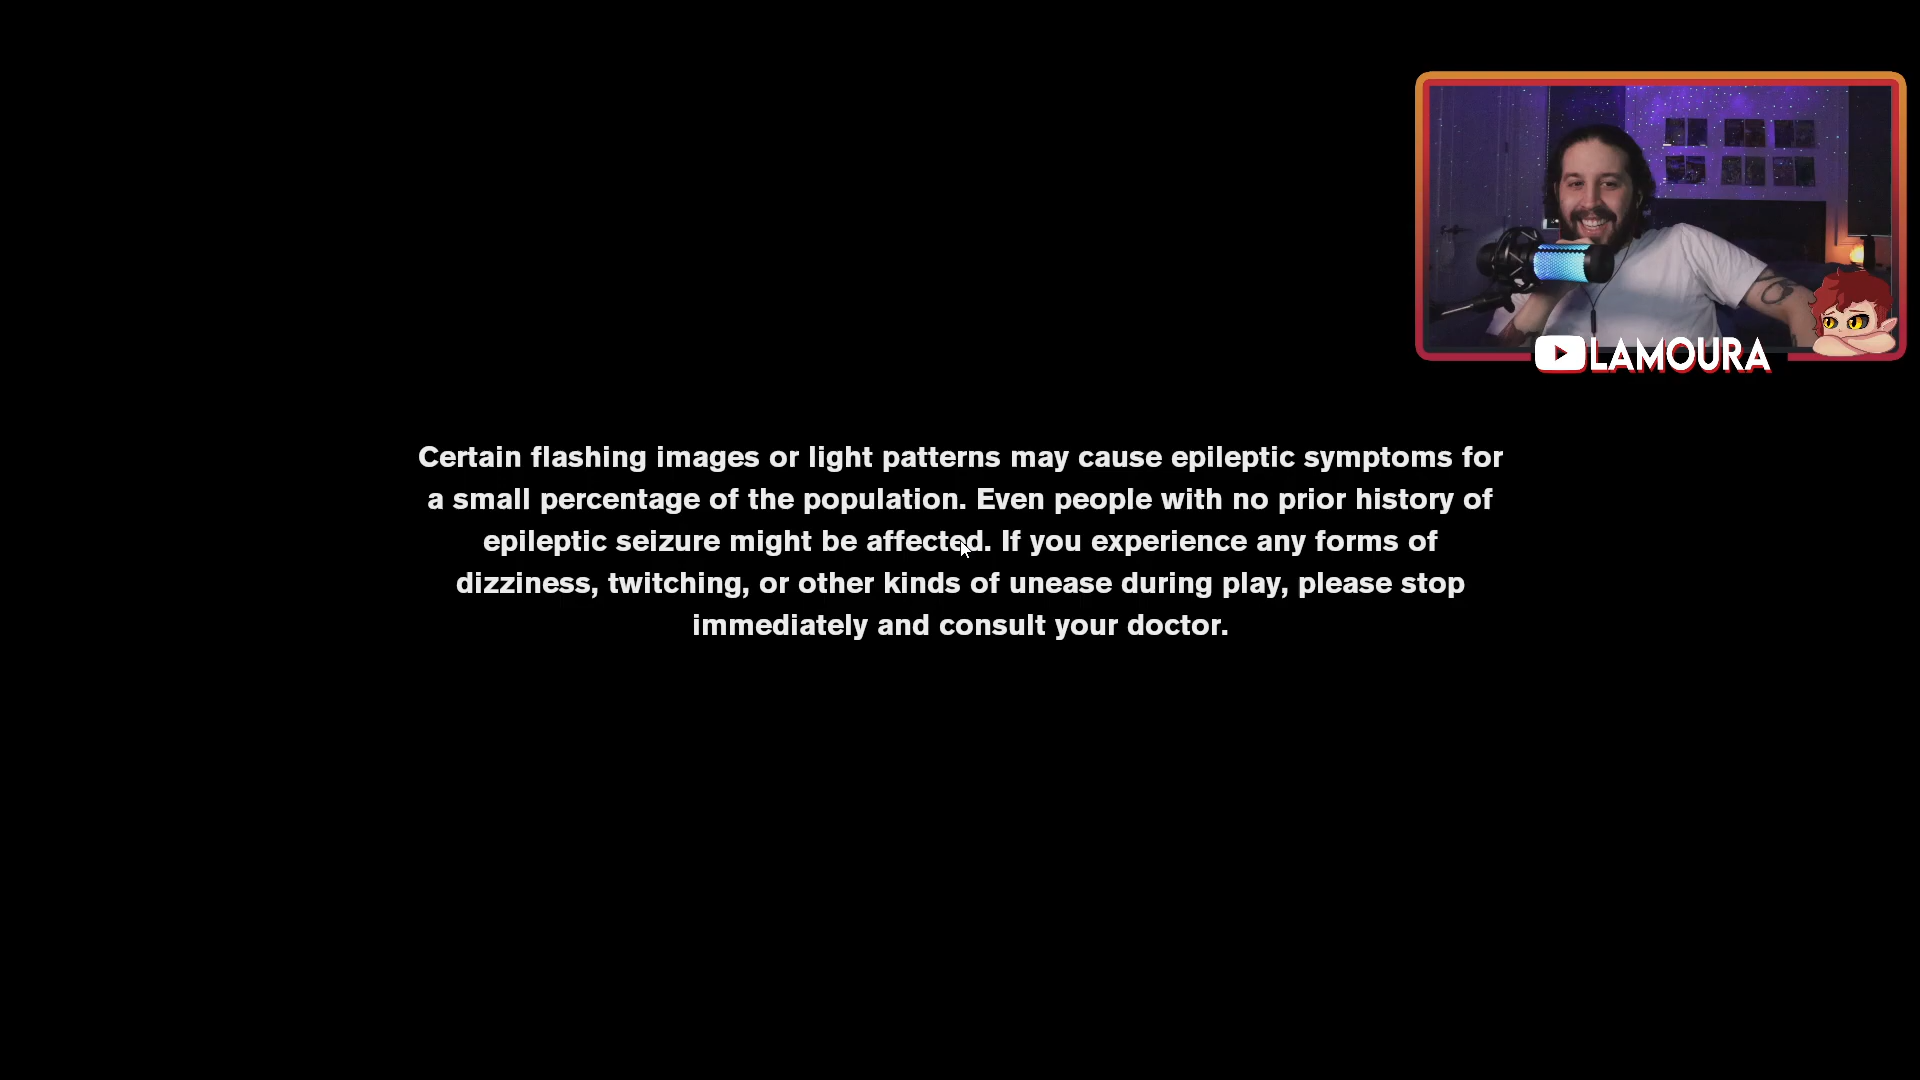 LAMOURA
Certain flashing images or light patterns may cause epileptic symptoms for
a small percentage of the population. Even people with no prior history of
epileptic seizure might be affected. If you experience any forms of
dizziness, twitching, or other kinds of unease during play, please stop
immediately and consult your doctor.